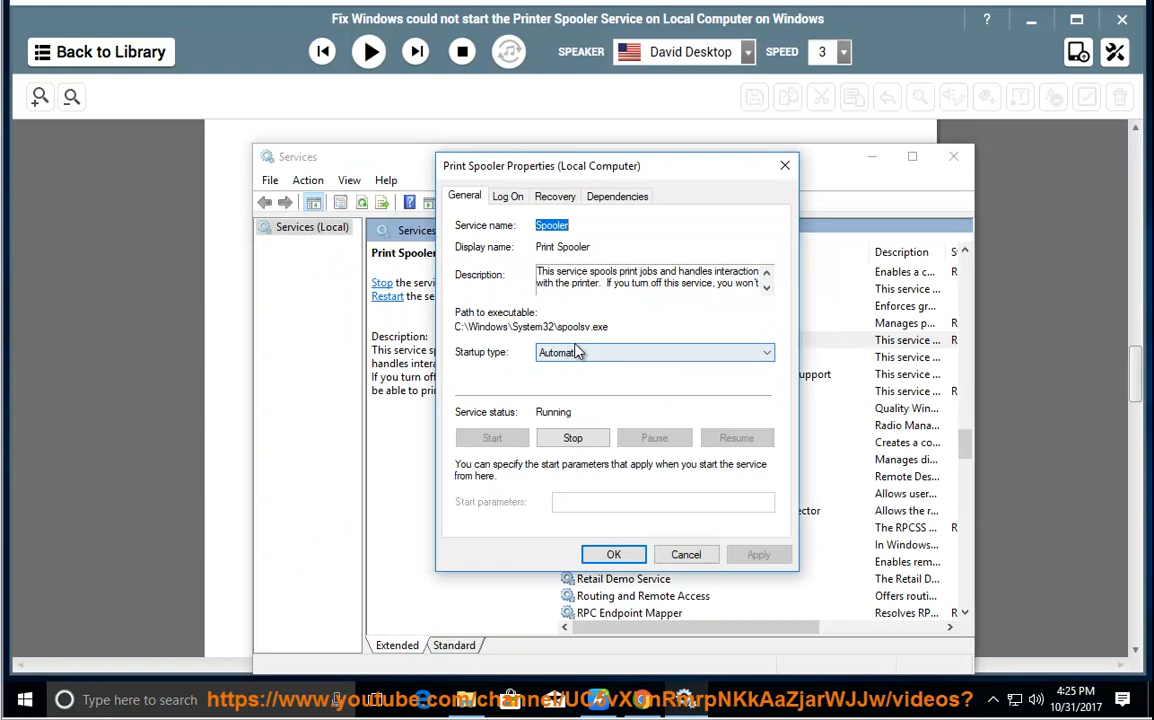 Fix Windows could not start the Printer Spooler Service on Local Computer on Windows
Back to Library
SPEAKER
David Desktop
SPEED
3
Services
File Action View Help
Services (Local)
Services
Print Spooler
Stop the servi
Restart the se
Description:
This service s
handles intera
If you turn off
be able to pri
Print Spooler Properties (Local Computer)
General
Log On
Recovery
Dependencies
Service name:
Spooler
Display name:
Print Spooler
Description:
This service spools print jobs and handles interaction
with the printer. If you turn off this service, you won't
Path to executable:
C:\Windows\System32\spoolsv.exe
Startup type:
Service status:
Running
Start
Stop
Pause
Resume
You can specify the start parameters that apply when you start the service
from here.
Start parameters:
OK
Cancel
Apply
Description
Enables a c... R
This service ...
Enforces gr...
Manages p... R
This service ... R
This service ...
upport This service ...
This service ... R
Quality Win...
Radio Mana...
Creates a co...
Manages di...
Remote Des...
Allows user...
ctor Allows the r...
The RPCSS ... R
In Windows...
Enables rem...
Retail Demo Service The Retail D...
Routing and Remote Access Offers routi...
RPC Endpoint Mapper Resolves RP... R
Extended
Standard
Type here to search
4:25 PM
10/31/2017